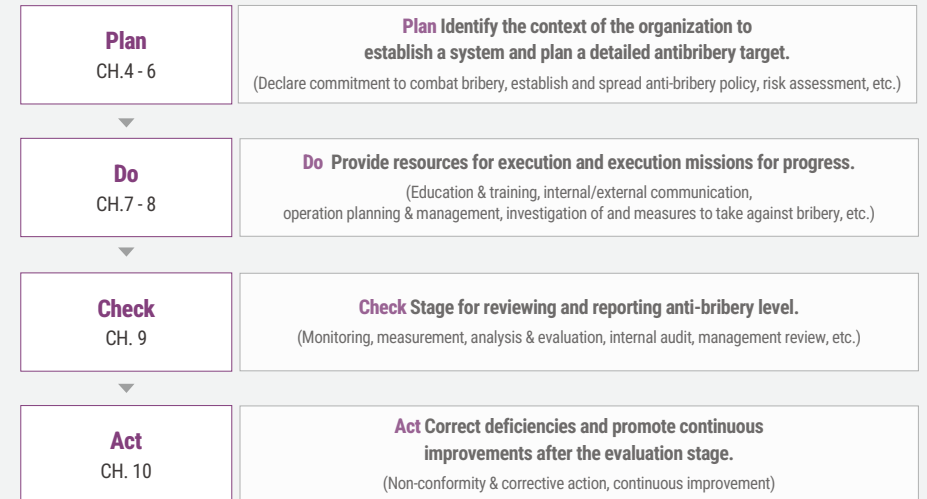 Plan
CH.4 - 6
Plan Identify the context of the organization to
establish a system and plan a detailed antibribery target.
(Declare commitment to combat bribery, establish and spread anti-bribery policy, risk assessment, etc.)
Do
CH.7 - 8
Do Provide resources for execution and execution missions for progress.
(Education & training, internal/external communication,
operation planning & management, investigation of and measures to take against bribery, etc.)
Check
CH. 9
Check Stage for reviewing and reporting anti-bribery level.
(Monitoring, measurement, analysis & evaluation, internal audit, management review, etc.)
Act
CH. 10
Act Correct deficiencies and promote continuous
improvements after the evaluation stage.
(Non-conformity & corrective action, continuous improvement)